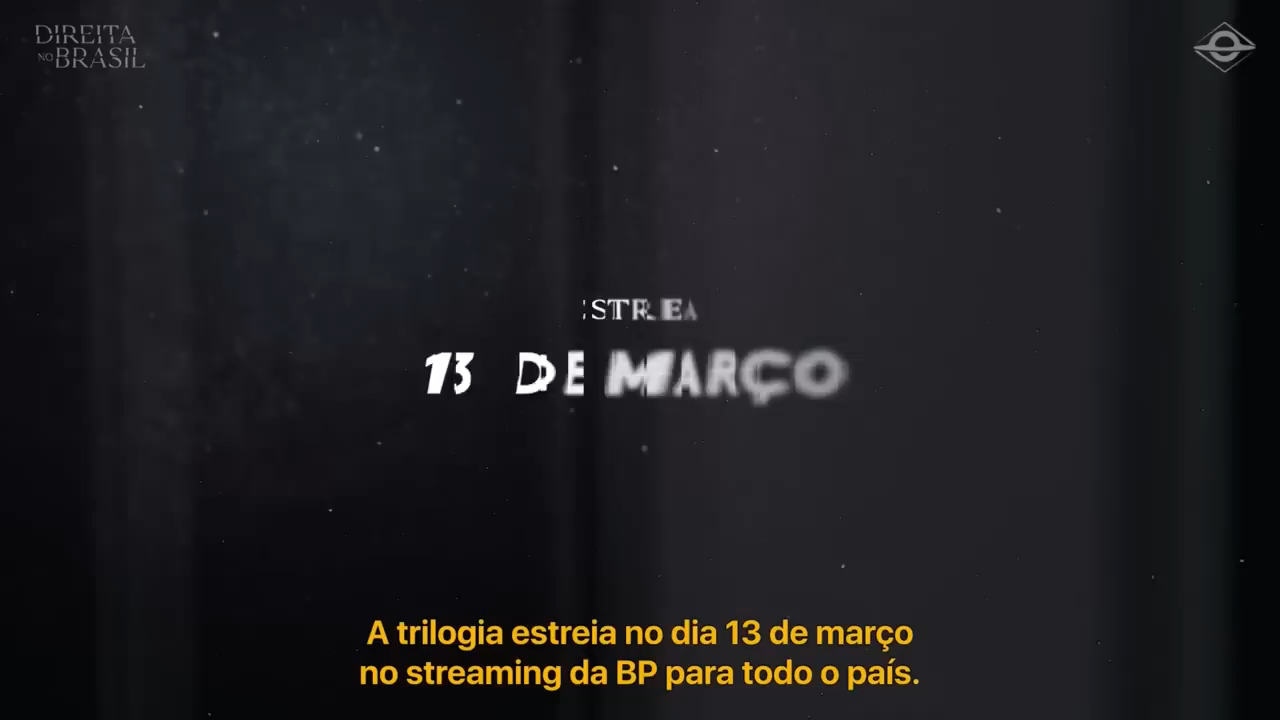 DIREITA
NO BRASIL
ESTREIA
13 DE MARÇO
A trilogia estreia no dia 13 de março
no streaming da BP para todo o país.